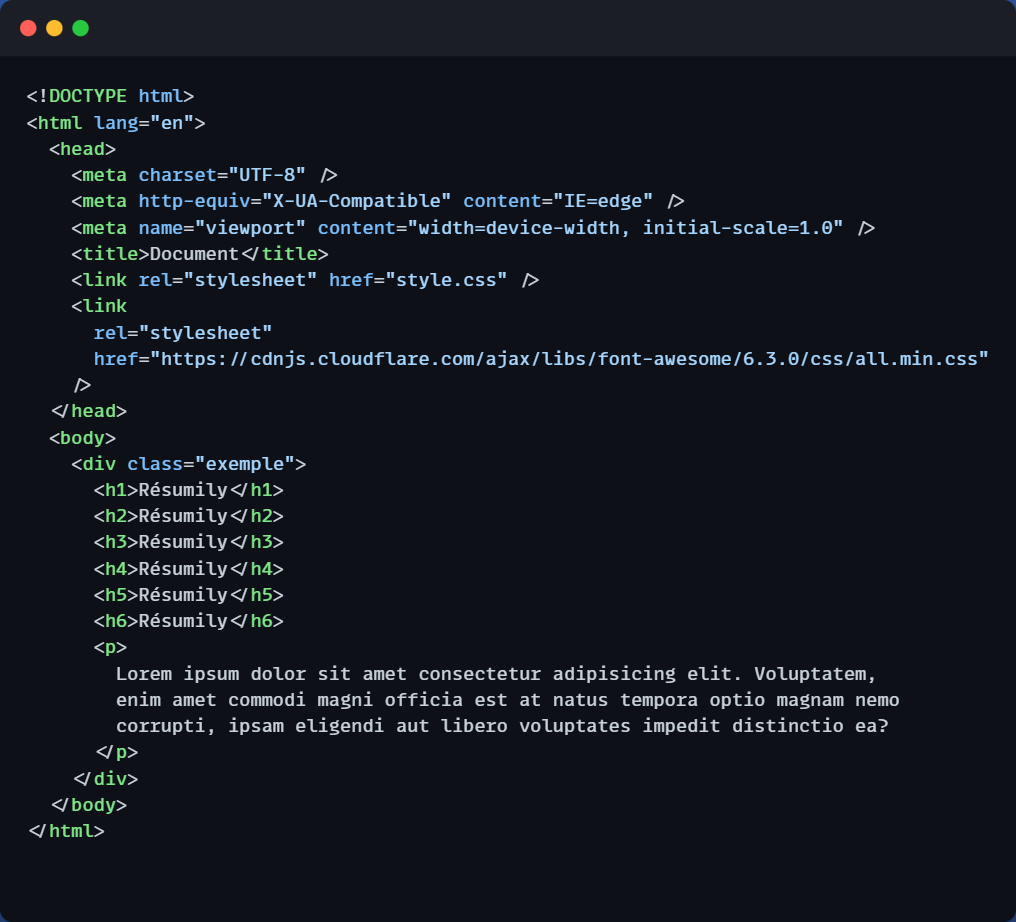 <!DOCTYPE html>
<html lang="en">
  <head>
    <meta charset="UTF-8" />
    <meta http-equiv="X-UA-Compatible" content="IE=edge" />
    <meta name="viewport" content="width=device-width, initial-scale=1.0" />
    <title>Document</title>
    <link rel="stylesheet" href="style.css" />
    <link
      rel="stylesheet"
      href="https://cdnjs.cloudflare.com/ajax/libs/font-awesome/6.3.0/css/all.min.css"
    />
  </head>
  <body>
    <div class="exemple">
      <h1>Résumily</h1>
      <h2>Résumily</h2>
      <h3>Résumily</h3>
      <h4>Résumily</h4>
      <h5>Résumily</h5>
      <h6>Résumily</h6>
      <p>
        Lorem ipsum dolor sit amet consectetur adipisicing elit. Voluptatem,
        enim amet commodi magni officia est at natus tempora optio magnam nemo
        corrupti, ipsam eligendi aut libero voluptates impedit distinctio ea?
      </p>
    </div>
  </body>
</html>